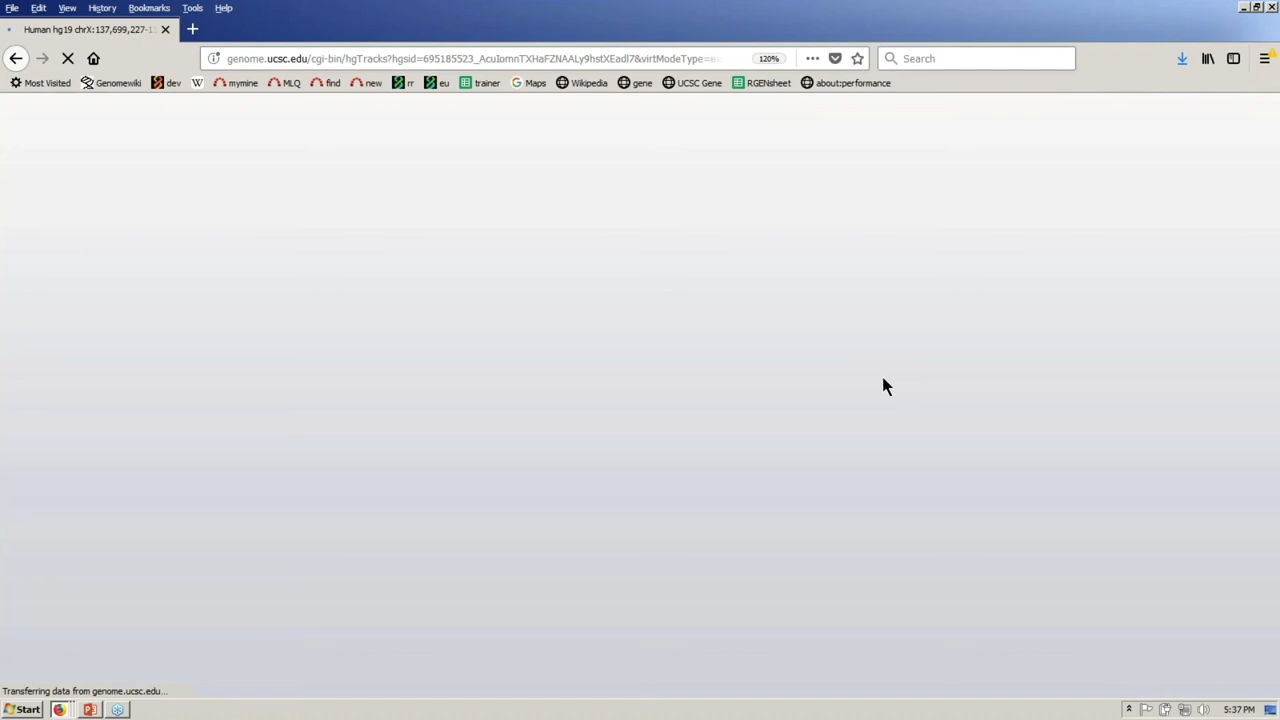 File Edit View History Bookmarks Tools Help
Human hg19 chrX:137,699,227-1
genome.ucsc.edu/cgi-bin/hgTracks?hgsid=695185523_AcuIomnTXHaFZNAALy9hstXEadl7&virtModeType=e 120% Search
Most Visited Genomewiki dev W mymine MLQ find new rr eu trainer Maps Wikipedia gene UCSC Gene RGENsheet about:performance
Transferring data from genome.ucsc.edu...
Start 5:37 PM